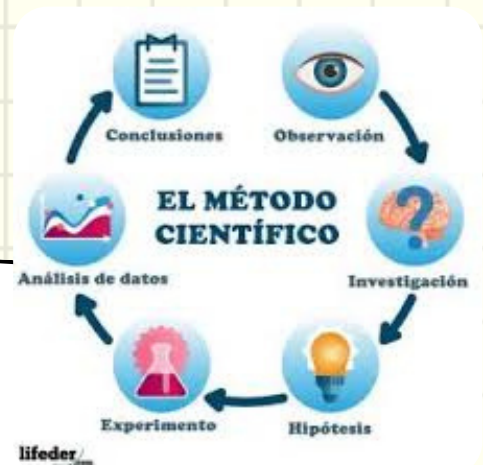 EL MÉTODO
CIENTÍFICO
Observación
Investigación
Hipótesis
Experimento
Análisis de datos
Conclusiones
lifeder